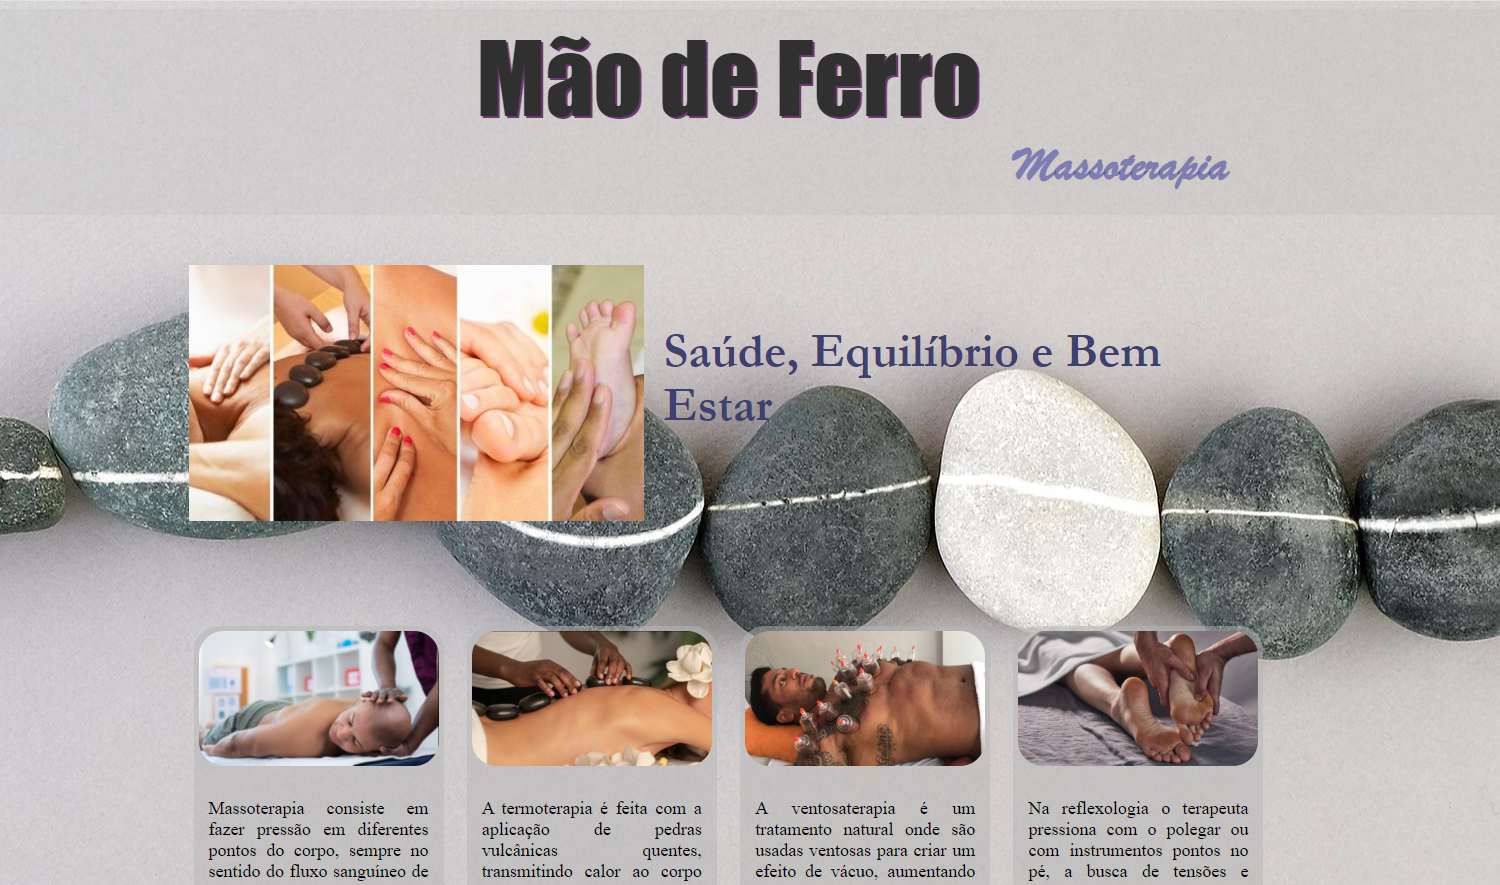 Mão de Ferro
Massoterapia
Saúde, Equilíbrio e Bem
Estar
Massoterapia consiste em
fazer pressão em diferentes
pontos do corpo, sempre no
sentido do fluxo sanguíneo de
A termoterapia é feita com a
aplicação de pedras
vulcânicas quentes,
transmitindo calor ao corpo
A ventosaterapia é um
tratamento natural onde são
usadas ventosas para criar um
efeito de vácuo, aumentando
Na reflexologia o terapeuta
pressiona com o polegar ou
com instrumentos pontos no
pé, a busca de tensões e